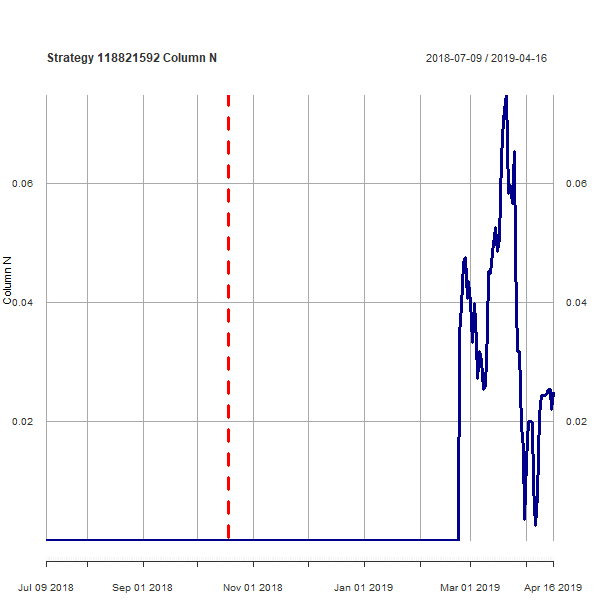 Strategy 118821592 Column N
2018-07-09 / 2019-04-16
0.06
0.06
Column N
0.04
0.04
0.02
0.02
Jul 09 2018
Sep 01 2018
Nov 01 2018
Jan 01 2019
Mar 01 2019
Apr 16 2019